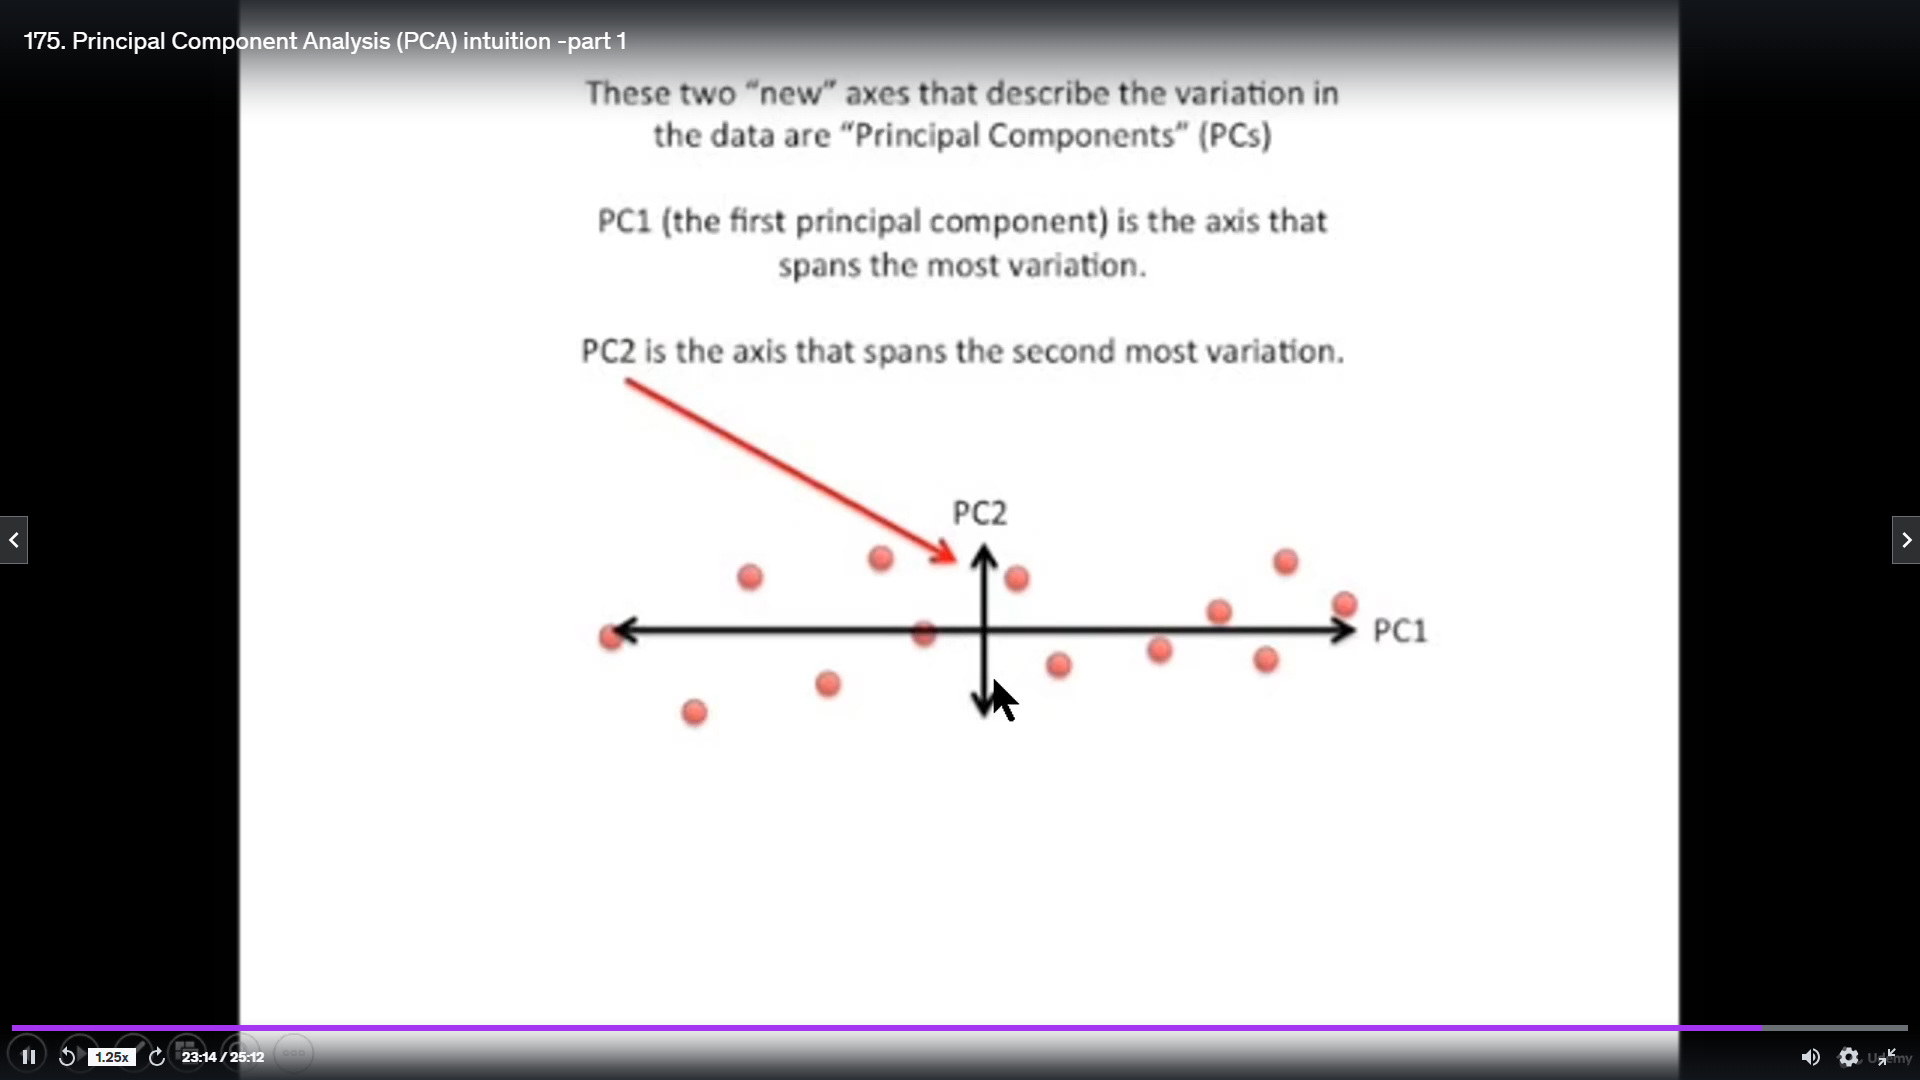 175. Principal Component Analysis (PCA) intuition -part 1
These two “new” axes that describe the variation in
the data are “Principal Components” (PCs)
PC1 (the first principal component) is the axis that
spans the most variation.
PC2 is the axis that spans the second most variation.
PC2
PC1
1.25x
23:14 / 25:12
Udemy